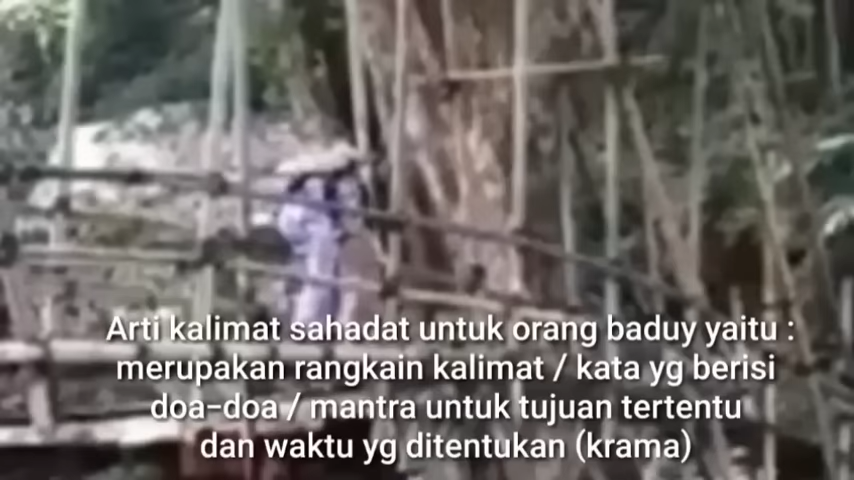 Arti kalimat sahadat untuk orang baduy yaitu :
merupakan rangkain kalimat / kata yg berisi
doa-doa / mantra untuk tujuan tertentu
dan waktu yg ditentukan (krama)